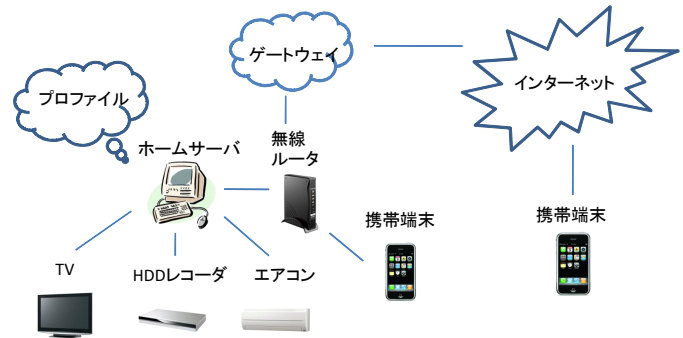 ゲートウェイ
インターネット
プロファイル
ホームサーバ
無線
ルータ
携帯端末
携帯端末
TV
HDDレコーダ
エアコン